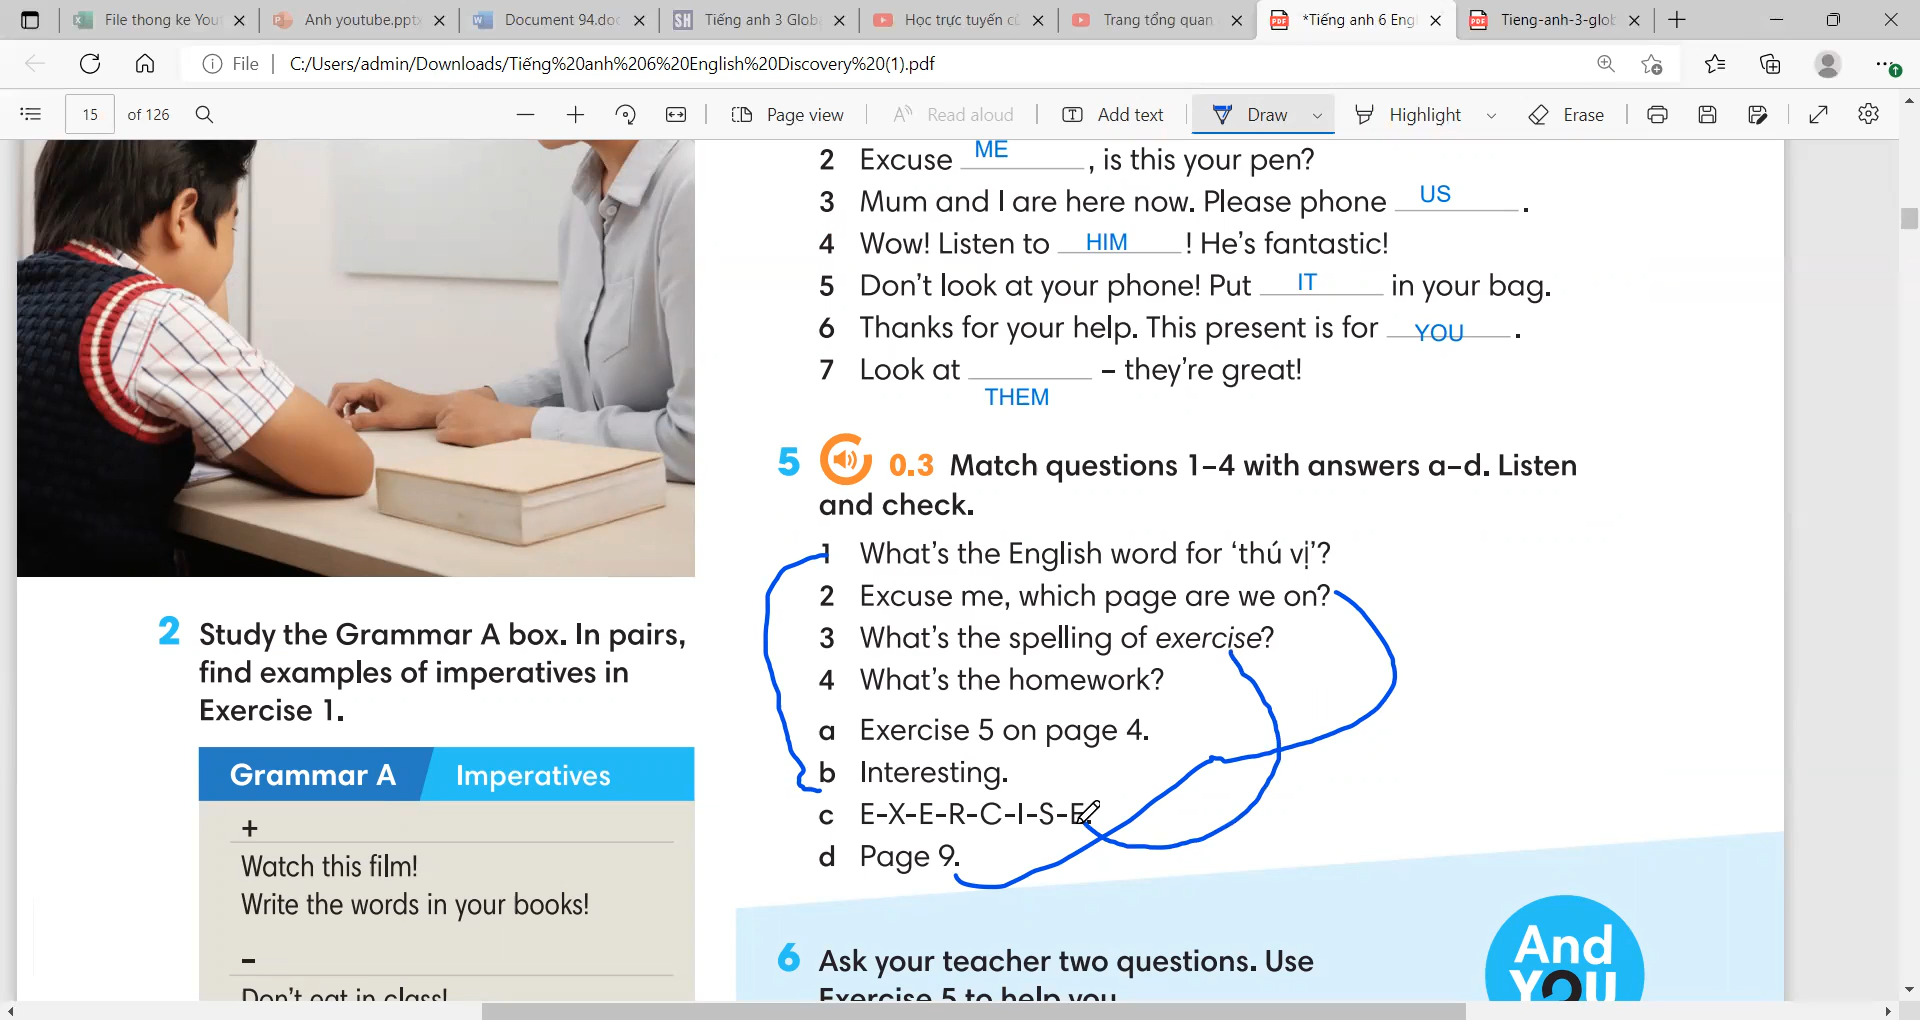 File thong ke You
Anh youtube.ppt
Document 94.doc
Tiếng anh 3 Glob
Học trực tuyến c
Trang tổng quan
*Tiếng anh 6 Engl
Tieng-anh-3-glob
File
C:/Users/admin/Downloads/Tiếng%20anh%206%20English%20Discovery%20(1).pdf
15 of 126
Page view
Read aloud
Add text
Draw
Highlight
Erase
2 Excuse ME, is this your pen?
3 Mum and I are here now. Please phone US.
4 Wow! Listen to HIM! He's fantastic!
5 Don't look at your phone! Put IT in your bag.
6 Thanks for your help. This present is for YOU.
7 Look at THEM – they're great!
5 0.3 Match questions 1–4 with answers a–d. Listen
and check.
1 What's the English word for 'thú vị'?
2 Excuse me, which page are we on?
3 What's the spelling of exercise?
4 What's the homework?
a Exercise 5 on page 4.
b Interesting.
c E-X-E-R-C-I-S-E.
d Page 9.
6 Ask your teacher two questions. Use
Exercise 5 to help you
And
YOU
2 Study the Grammar A box. In pairs,
find examples of imperatives in
Exercise 1.
Grammar A Imperatives
+
Watch this film!
Write the words in your books!
–
Don't eat in class!